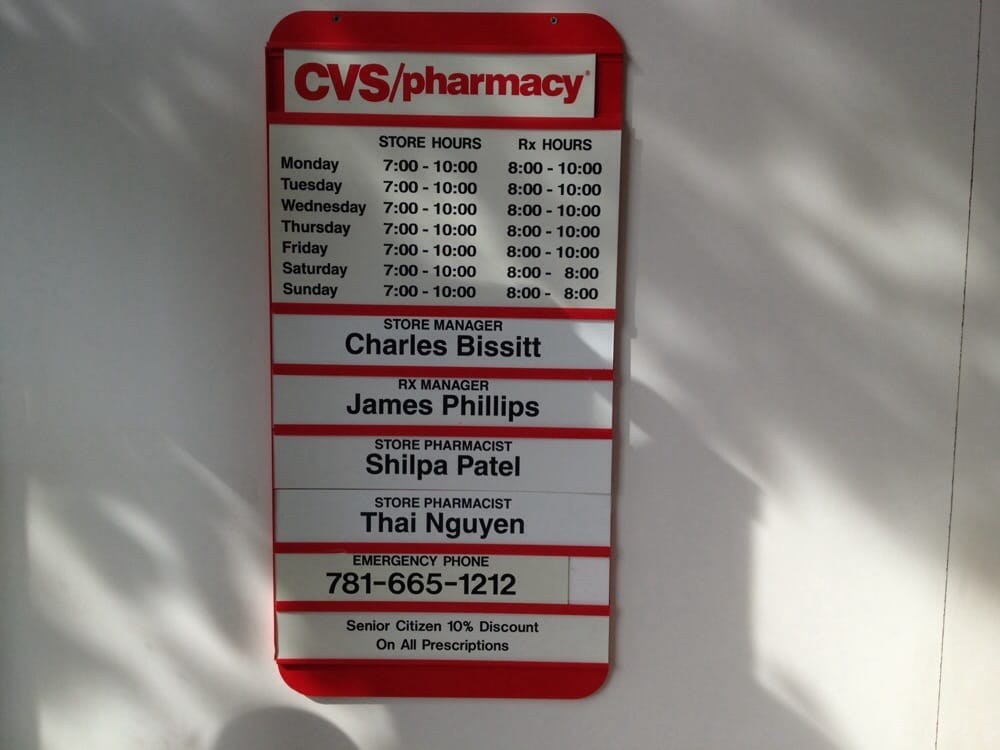 CVS/pharmacy®
STORE HOURS Rx HOURS
Monday 7:00 - 10:00 8:00 - 10:00
Tuesday 7:00 - 10:00 8:00 - 10:00
Wednesday 7:00 - 10:00 8:00 - 10:00
Thursday 7:00 - 10:00 8:00 - 10:00
Friday 7:00 - 10:00 8:00 - 10:00
Saturday 7:00 - 10:00 8:00 - 8:00
Sunday 7:00 - 10:00 8:00 - 8:00
STORE MANAGER
Charles Bissitt
RX MANAGER
James Phillips
STORE PHARMACIST
Shilpa Patel
STORE PHARMACIST
Thai Nguyen
EMERGENCY PHONE
781-665-1212
Senior Citizen 10% Discount
On All Prescriptions